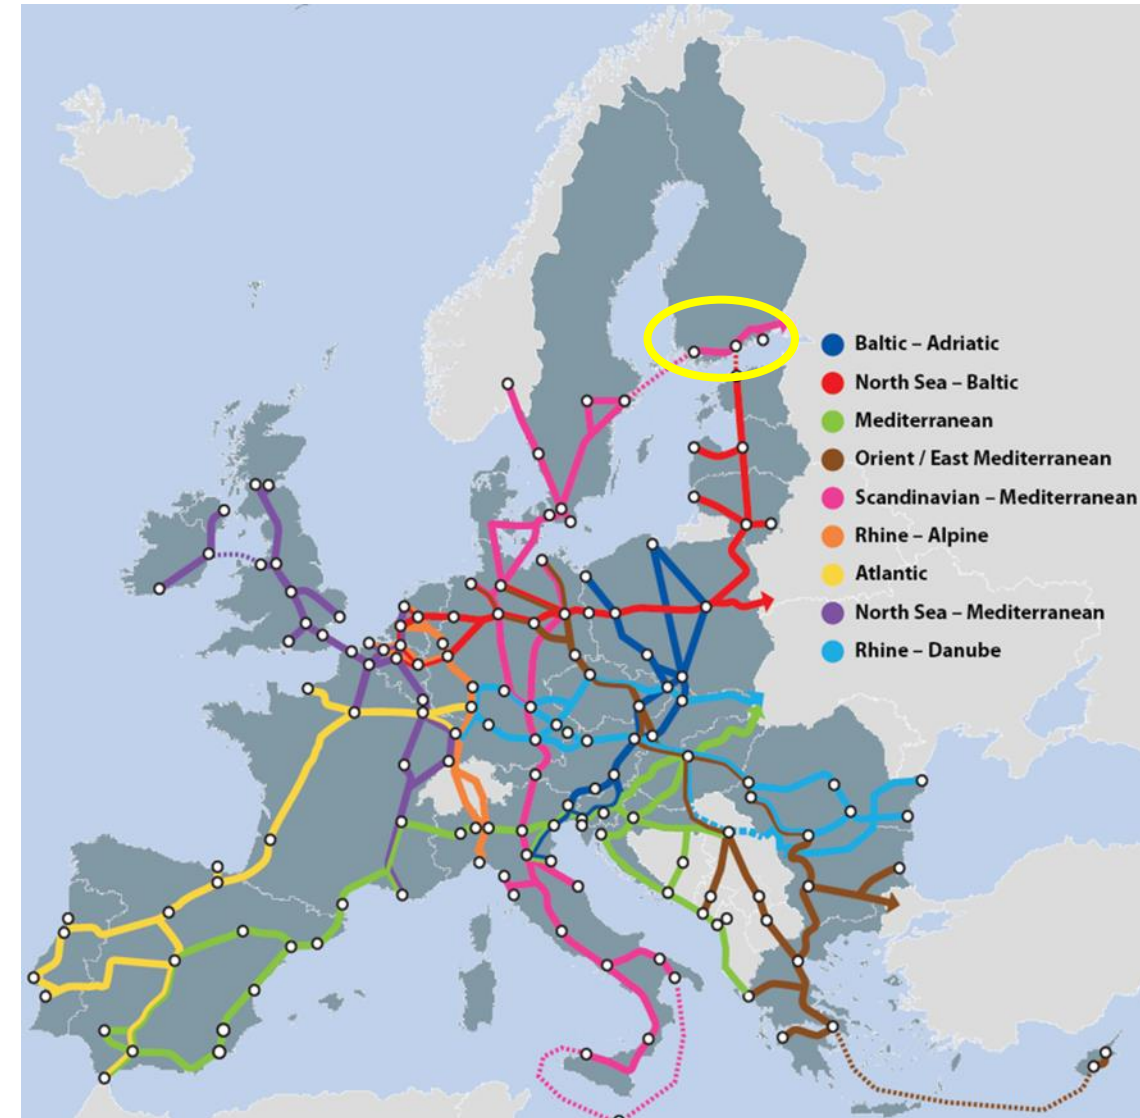 Baltic – Adriatic
North Sea – Baltic
Mediterranean
Orient / East Mediterranean
Scandinavian – Mediterranean
Rhine – Alpine
Atlantic
North Sea – Mediterranean
Rhine – Danube